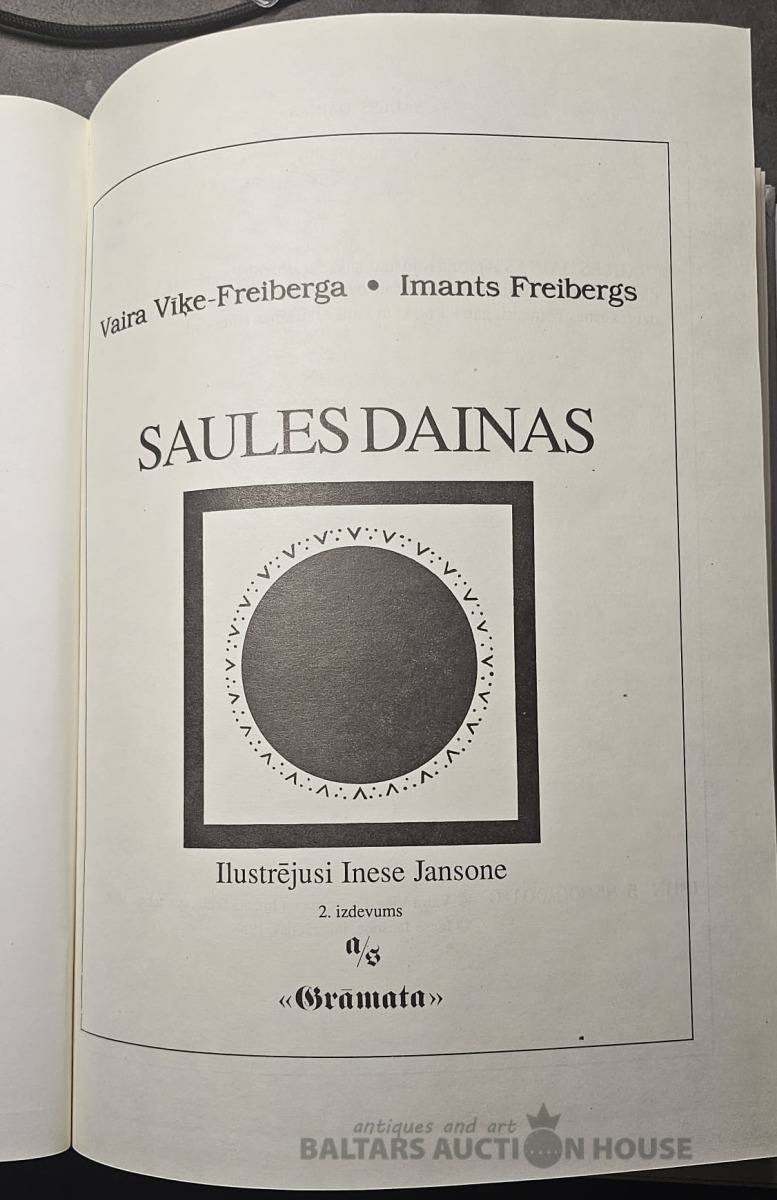 Vaira Vīķe-Freiberga • Imants Freibergs
SAULES DAINAS
Ilustrējusi Inese Jansone
2. izdevums
a/s
«Grāmata»
antiques and art
BALTARS AUCTION HOUSE